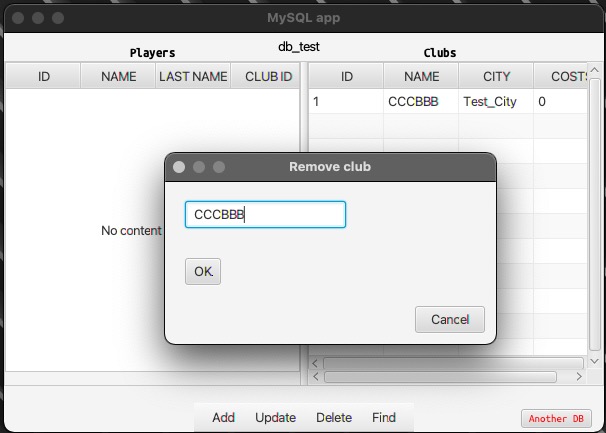 MySQL app
db_test
Players
Clubs
ID NAME LAST NAME CLUB ID
ID NAME CITY COSTS
1 CCCBBB Test_City 0
Remove club
CCCBBB
No content
OK.
Cancel
Add Update Delete Find
Another DB